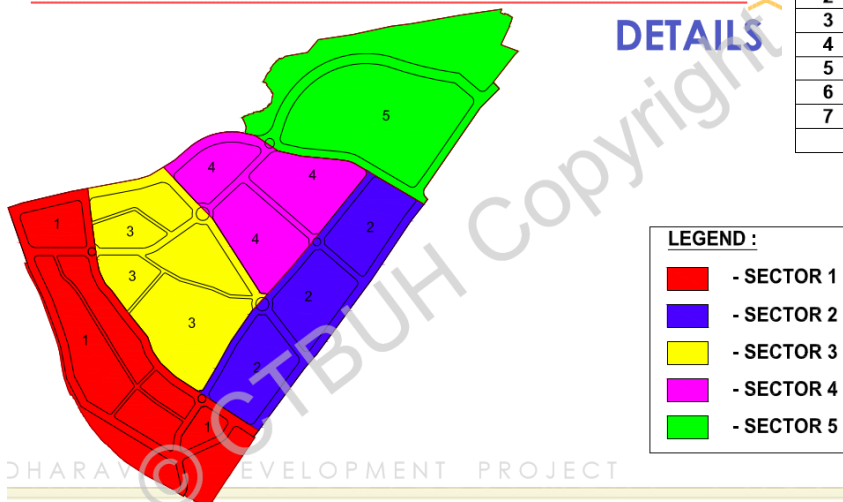 DETAILS
3
4
5
6
7
5
4
4
1
3
2
4
3
2
3
1
2
1
LEGEND :
- SECTOR 1
- SECTOR 2
- SECTOR 3
- SECTOR 4
- SECTOR 5
© CTBUH Copyright
DHARAV EVELOPMENT PROJECT